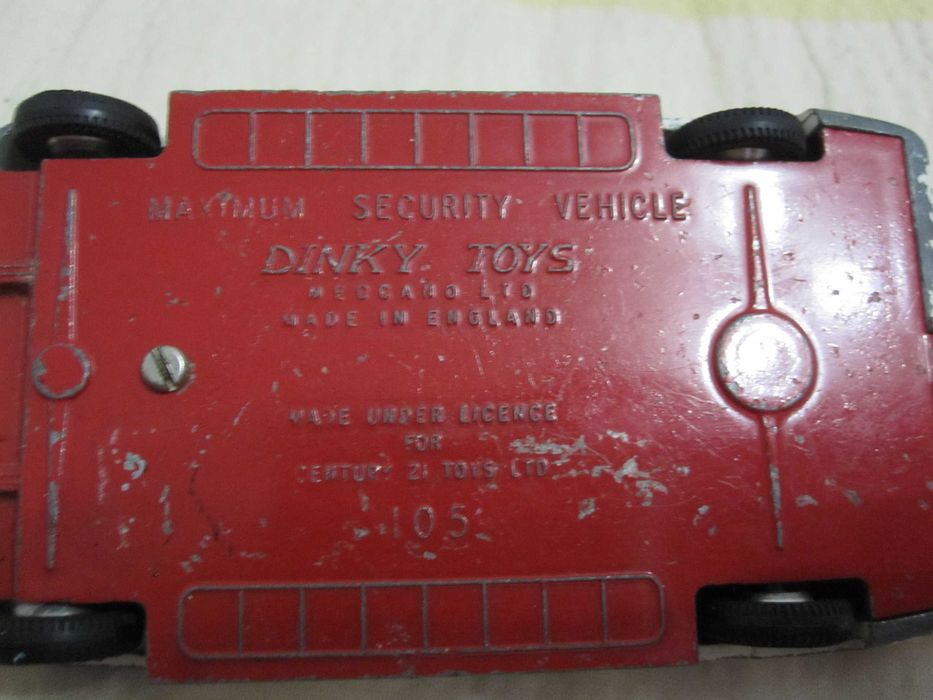 MAXIMUM SECURITY VEHICLE
DINKY TOYS
MECCANO LTD
MADE IN ENGLAND
MADE UNDER LICENCE
FOR
CENTURY 21 TOYS LTD
105